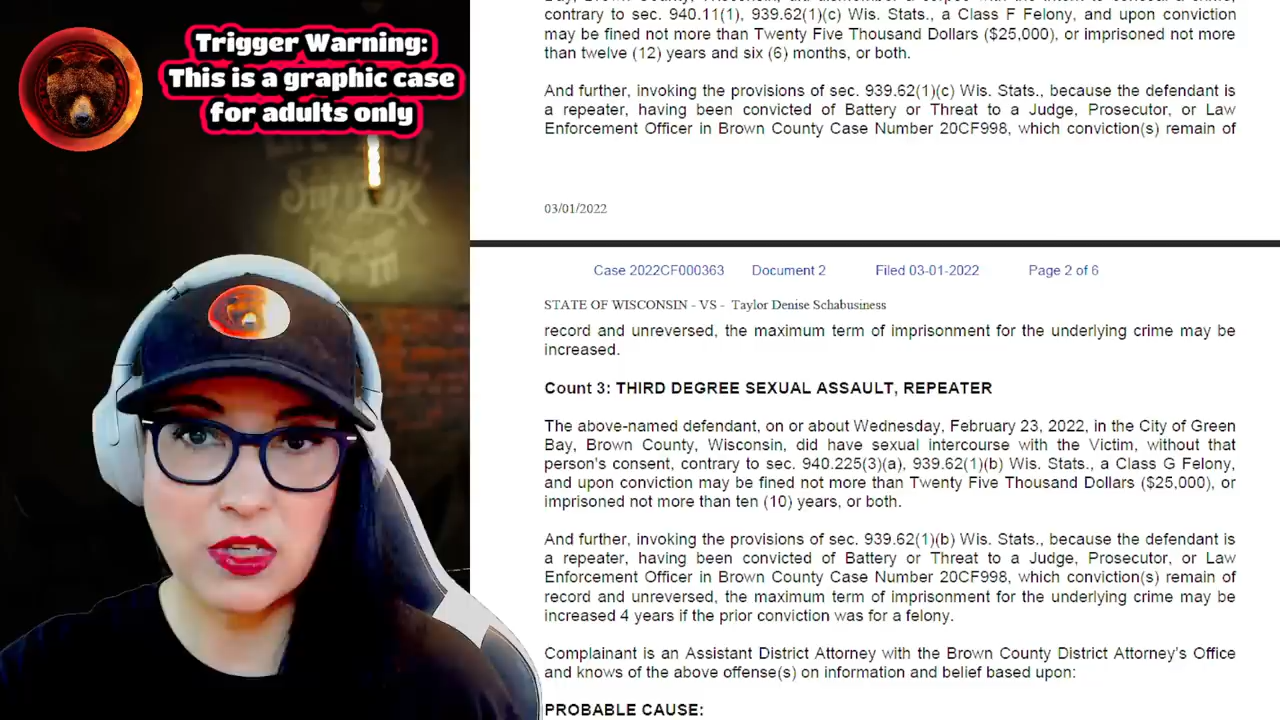 Trigger Warning:
This is a graphic case
for adults only
contrary to sec. 940.11(1), 939.62(1)(c) Wis. Stats., a Class F Felony, and upon conviction
may be fined not more than Twenty Five Thousand Dollars ($25,000), or imprisoned not more
than twelve (12) years and six (6) months, or both.
And further, invoking the provisions of sec. 939.62(1)(c) Wis. Stats., because the defendant is
a repeater, having been convicted of Battery or Threat to a Judge, Prosecutor, or Law
Enforcement Officer in Brown County Case Number 20CF998, which conviction(s) remain of
03/01/2022
Case 2022CF000363 Document 2 Filed 03-01-2022 Page 2 of 6
STATE OF WISCONSIN - VS - Taylor Denise Schabusiness
record and unreversed, the maximum term of imprisonment for the underlying crime may be
increased.
Count 3: THIRD DEGREE SEXUAL ASSAULT, REPEATER
The above-named defendant, on or about Wednesday, February 23, 2022, in the City of Green
Bay, Brown County, Wisconsin, did have sexual intercourse with the Victim, without that
person's consent, contrary to sec. 940.225(3)(a), 939.62(1)(b) Wis. Stats., a Class G Felony,
and upon conviction may be fined not more than Twenty Five Thousand Dollars ($25,000), or
imprisoned not more than ten (10) years, or both.
And further, invoking the provisions of sec. 939.62(1)(b) Wis. Stats., because the defendant is
a repeater, having been convicted of Battery or Threat to a Judge, Prosecutor, or Law
Enforcement Officer in Brown County Case Number 20CF998, which conviction(s) remain of
record and unreversed, the maximum term of imprisonment for the underlying crime may be
increased 4 years if the prior conviction was for a felony.
Complainant is an Assistant District Attorney with the Brown County District Attorney's Office
and knows of the above offense(s) on information and belief based upon:
PROBABLE CAUSE: